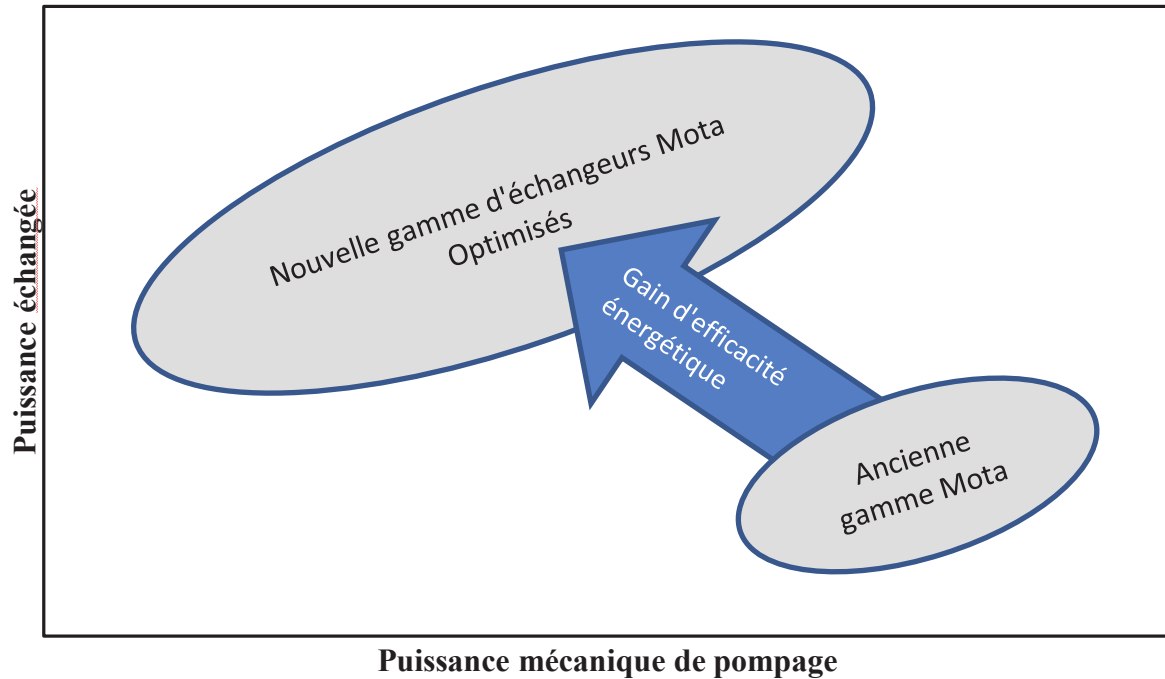 Puissance échangée
Nouvelle gamme d'échangeurs Mota
Optimisés
Gain d'efficacité
énergétique
Ancienne
gamme Mota
Puissance mécanique de pompage